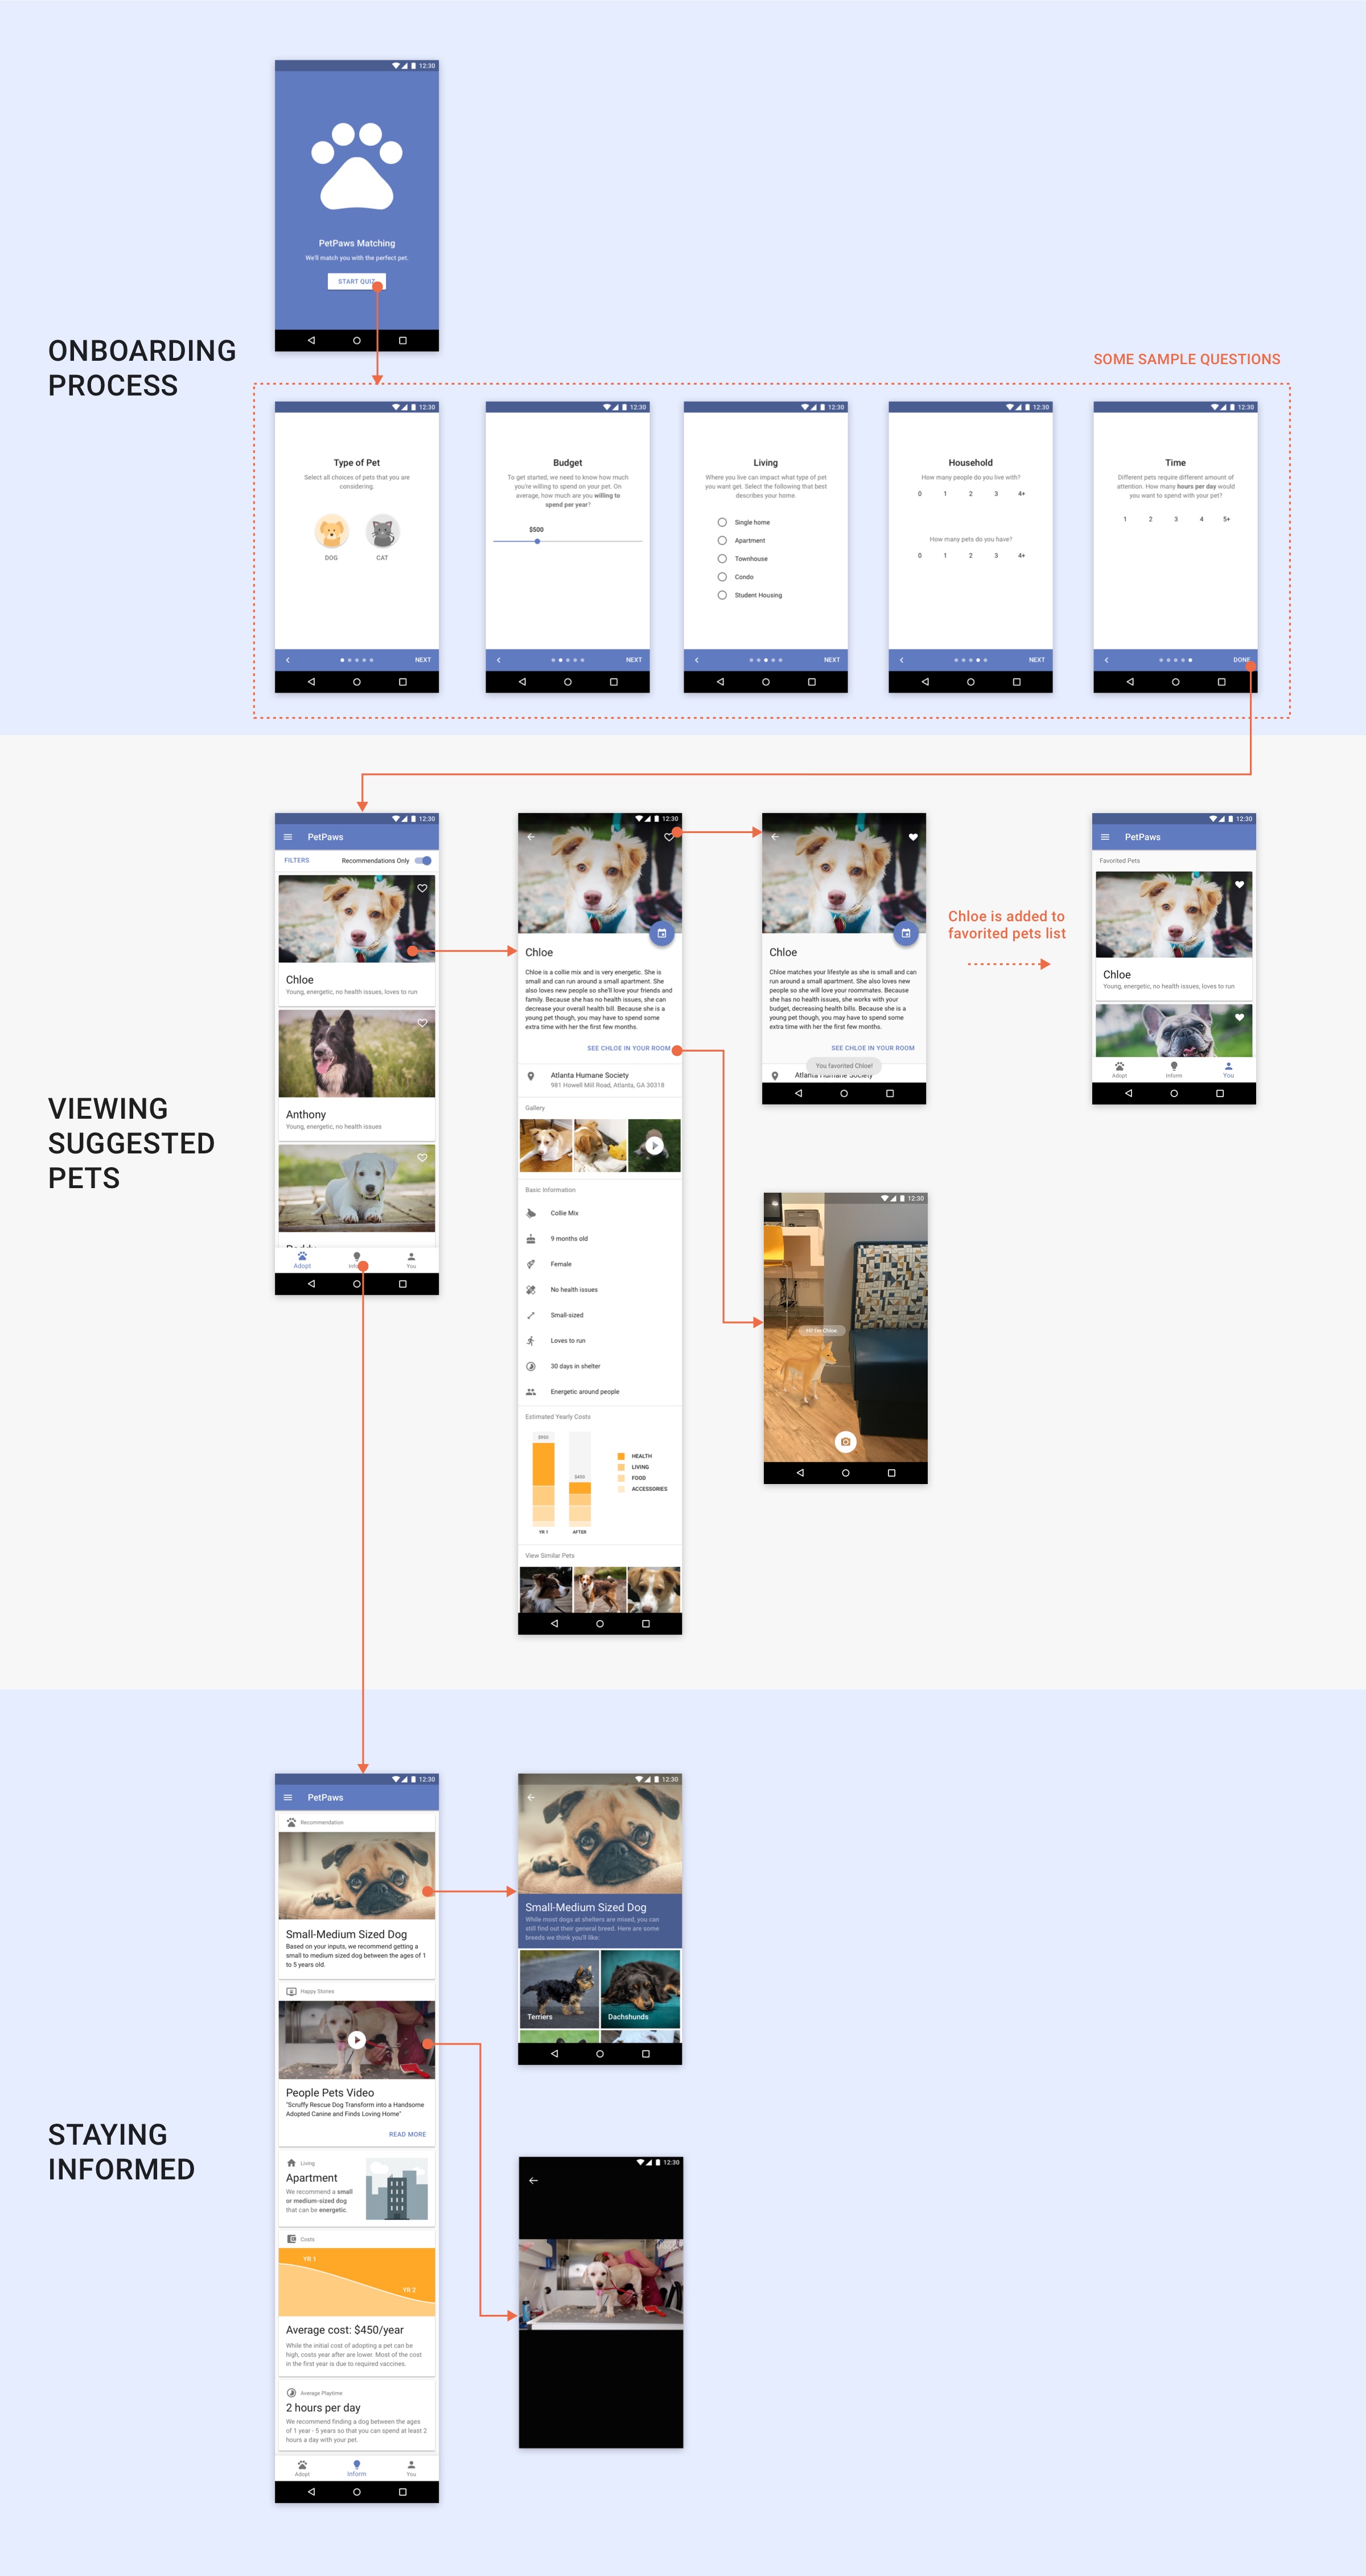 12:30
PetPaws Matching
We'll match you with the perfect pet.
START QUIZ
ONBOARDING
PROCESS
SOME SAMPLE QUESTIONS
12:30
Type of Pet
Select all choices of pets that you are
considering.
DOG
CAT
NEXT
12:30
Budget
To get started, we need to know how much
you're willing to spend on your pet. On
average, how much are you willing to
spend per year?
$500
NEXT
12:30
Living
Where you live can impact what type of pet
you want get. Select the following that best
describes your home.
Single home
Apartment
Townhouse
Condo
Student Housing
NEXT
12:30
Household
How many people do you live with?
0 1 2 3 4+
How many pets do you have?
0 1 2 3 4+
NEXT
12:30
Time
Different pets require different amount of
attention. How many hours per day would
you want to spend with your pet?
1 2 3 4 5+
DONE
VIEWING
SUGGESTED
PETS
12:30
PetPaws
FILTERS
Recommendations Only
Chloe
Young, energetic, no health issues, loves to run
Anthony
Young, energetic, no health issues
Adopt
Inform
You
12:30
Chloe
Chloe is a collie mix and is very energetic. She is
small and can run around a small apartment. She
also loves new people so she'll love your friends and
family. Because she has no health issues, she can
decrease your overall health bill. Because she is a
young pet though, you may have to spend some
extra time with her the first few months.
SEE CHLOE IN YOUR ROOM
Atlanta Humane Society
981 Howell Mill Road, Atlanta, GA 30318
Gallery
Basic Information
Collie Mix
9 months old
Female
No health issues
Small-sized
Loves to run
30 days in shelter
Energetic around people
Estimated Yearly Costs
$950
$450
HEALTH
LIVING
FOOD
ACCESSORIES
YR 1
AFTER
View Similar Pets
12:30
Chloe
Chloe matches your lifestyle as she is small and can
run around a small apartment. She also loves new
people so she will love your roommates. Because
she has no health issues, she works with your
budget, decreasing health bills. Because she is a
young pet though, you may have to spend some
extra time with her the first few months.
SEE CHLOE IN YOUR ROOM
You favorited Chloe!
Atlanta Humane Society
Chloe is added to
favorited pets list
12:30
PetPaws
Favorited Pets
Chloe
Young, energetic, no health issues, loves to run
Adopt
Inform
You
12:30
Hi! I'm Chloe.
STAYING
INFORMED
12:30
PetPaws
Recommendation
Small-Medium Sized Dog
Based on your inputs, we recommend getting a
small to medium sized dog between the ages of 1
to 5 years old.
Happy Stories
People Pets Video
"Scruffy Rescue Dog Transform into a Handsome
Adopted Canine and Finds Loving Home"
READ MORE
Living
Apartment
We recommend a small
or medium-sized dog
that can be energetic
Costs
YR 1
YR 2
Average cost: $450/year
While the initial cost of adopting a pet can be
high, costs year after are lower. Most of the cost
in the first year is due to required vaccines.
Average Playtime
2 hours per day
We recommend finding a dog between the ages
of 1 year - 5 years so that you can spend at least 2
hours a day with your pet.
Adopt
Inform
You
12:30
Small-Medium Sized Dog
While most dogs at shelters are mixed, you can
still find out their general breed. Here are some
breeds we think you'll like:
Terriers
Dachshunds
12:30